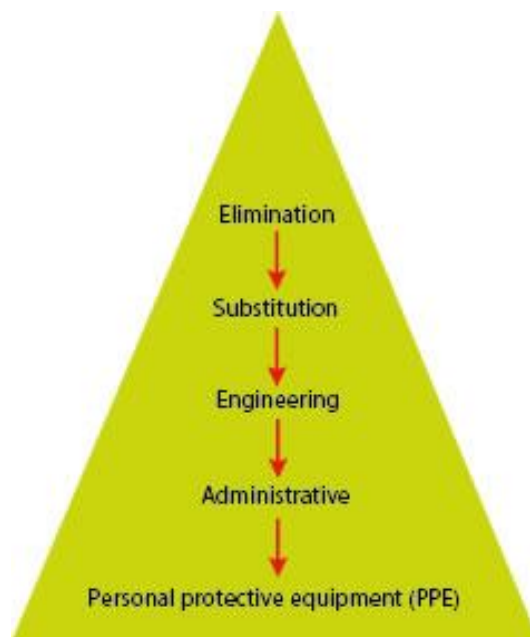 Elimination
Substitution
Engineering
Administrative
Personal protective equipment (PPE)